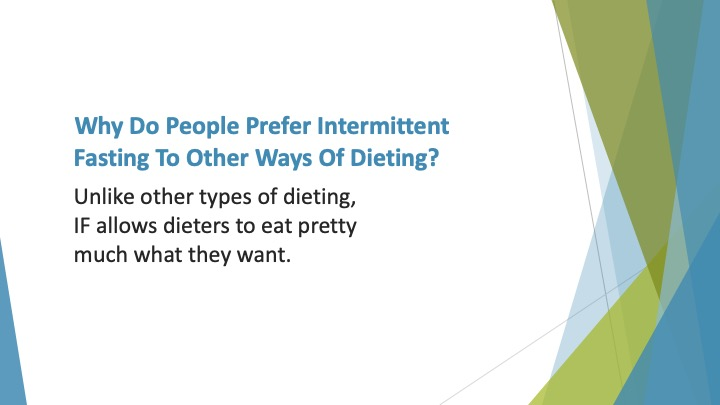 Why Do People Prefer Intermittent
Fasting To Other Ways Of Dieting?
Unlike other types of dieting,
IF allows dieters to eat pretty
much what they want.